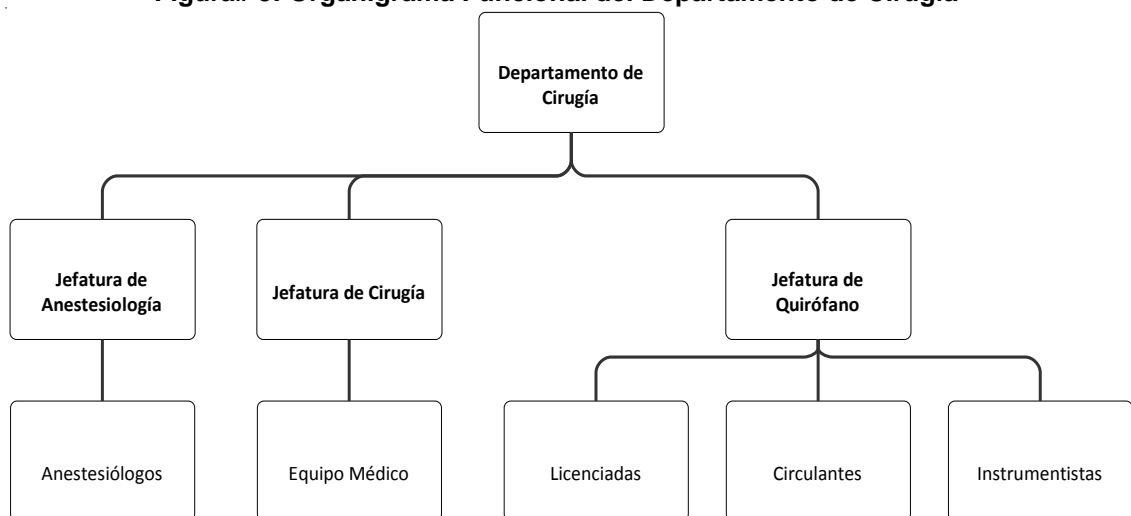 Organigrama Funcional del Departamento de Cirugía
Departamento de
Cirugía
Jefatura de
Anestesiología
Jefatura de Cirugía
Jefatura de
Quirófano
Anestesiólogos
Equipo Médico
Licenciadas
Circulantes
Instrumentistas